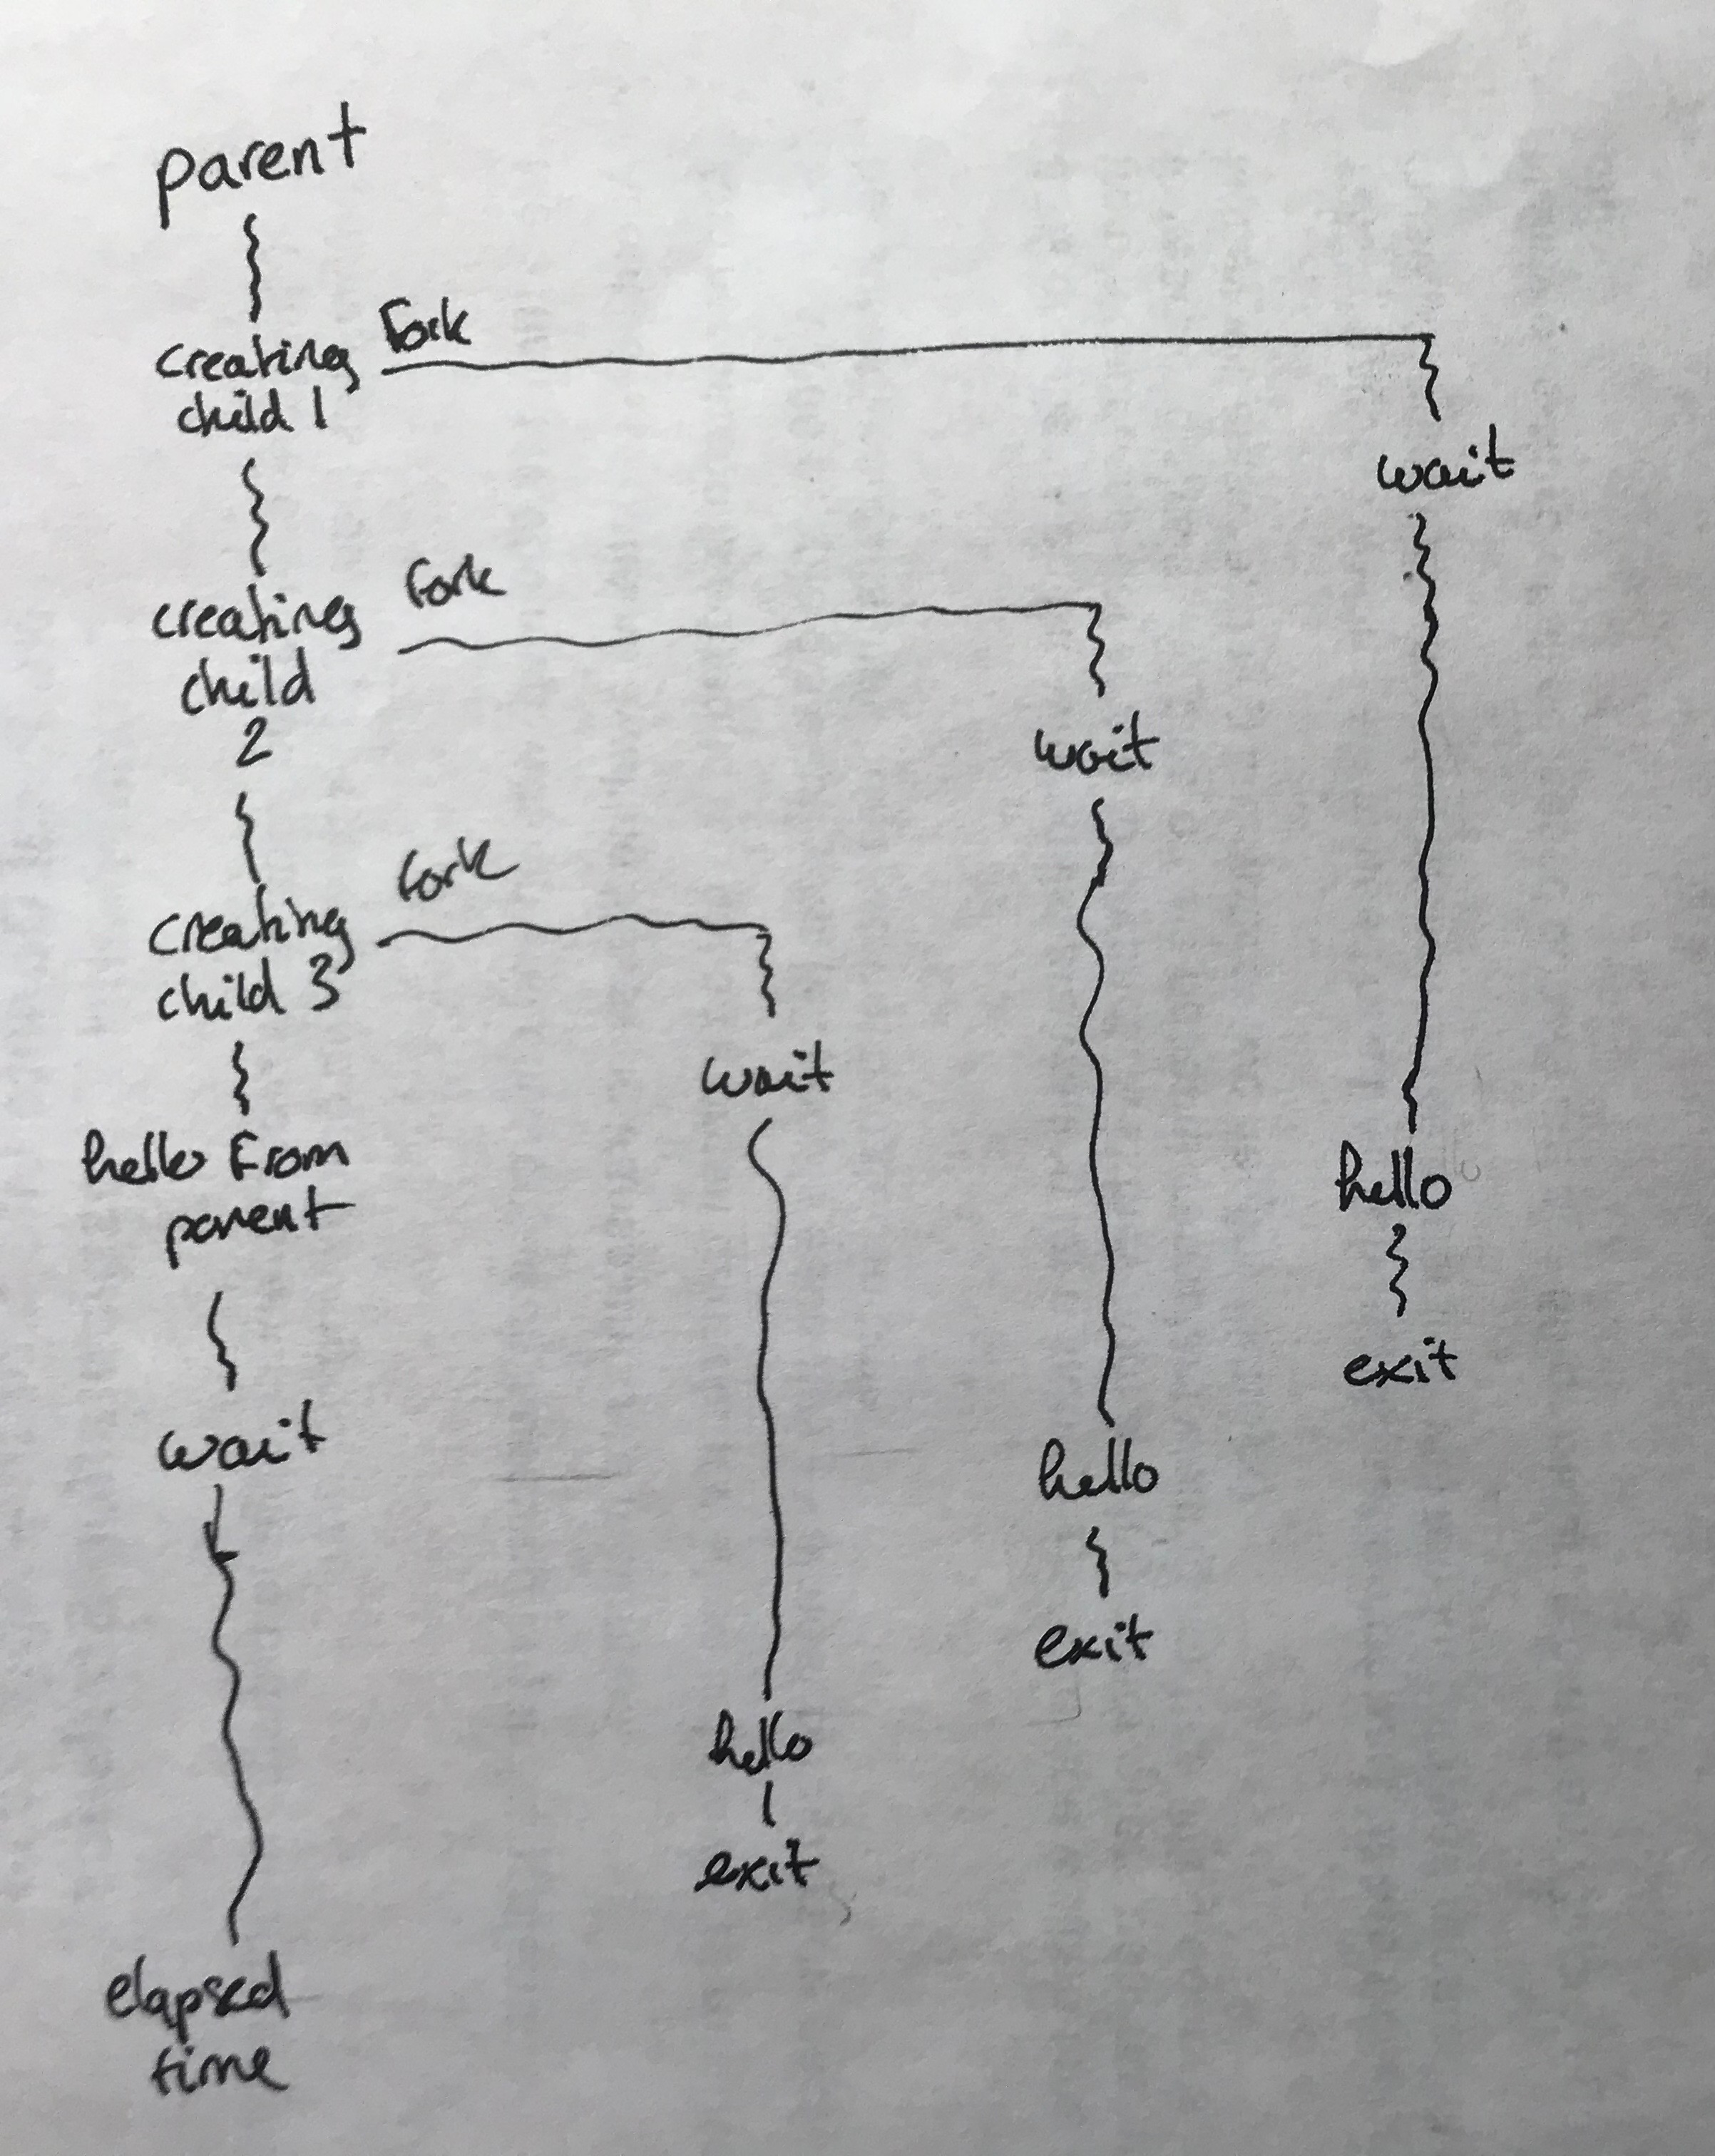 parent
Fork
creating
child 1
wait
Fork
creating
child
2
wait
Fork
creating
child 3
wait
hello From
parent
hello
exit
wait
hello
exit
hello
exit
elapsed
time